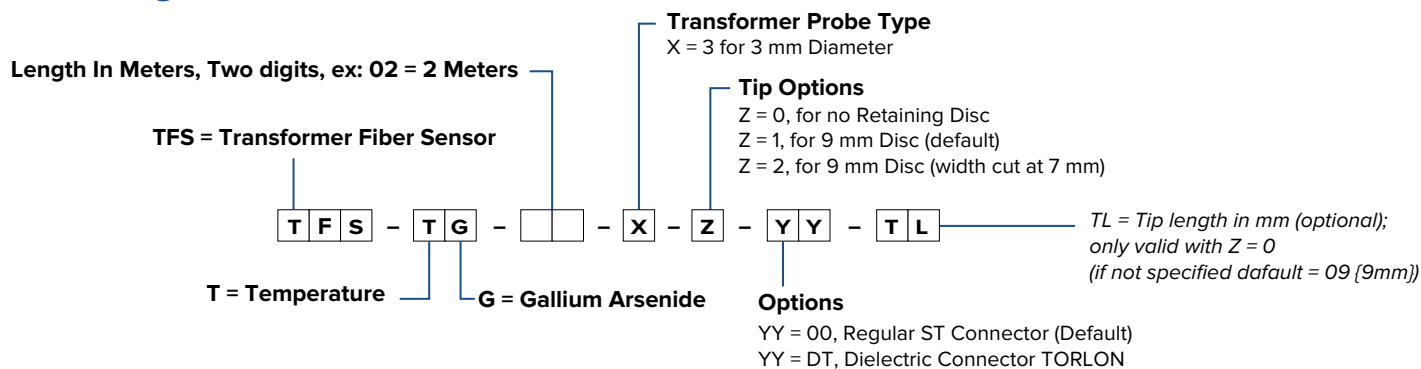 Transformer Probe Type
X = 3 for 3 mm Diameter
Length In Meters, Two digits, ex: 02 = 2 Meters
Tip Options
Z = 0, for no Retaining Disc
Z = 1, for 9 mm Disc (default)
Z = 2, for 9 mm Disc (width cut at 7 mm)
TFS = Transformer Fiber Sensor
T F S – T G – – X – Z – Y Y – T L
TL = Tip length in mm (optional);
only valid with Z = 0
(if not specified dafault = 09 {9mm})
T = Temperature
G = Gallium Arsenide
Options
YY = 00, Regular ST Connector (Default)
YY = DT, Dielectric Connector TORLON